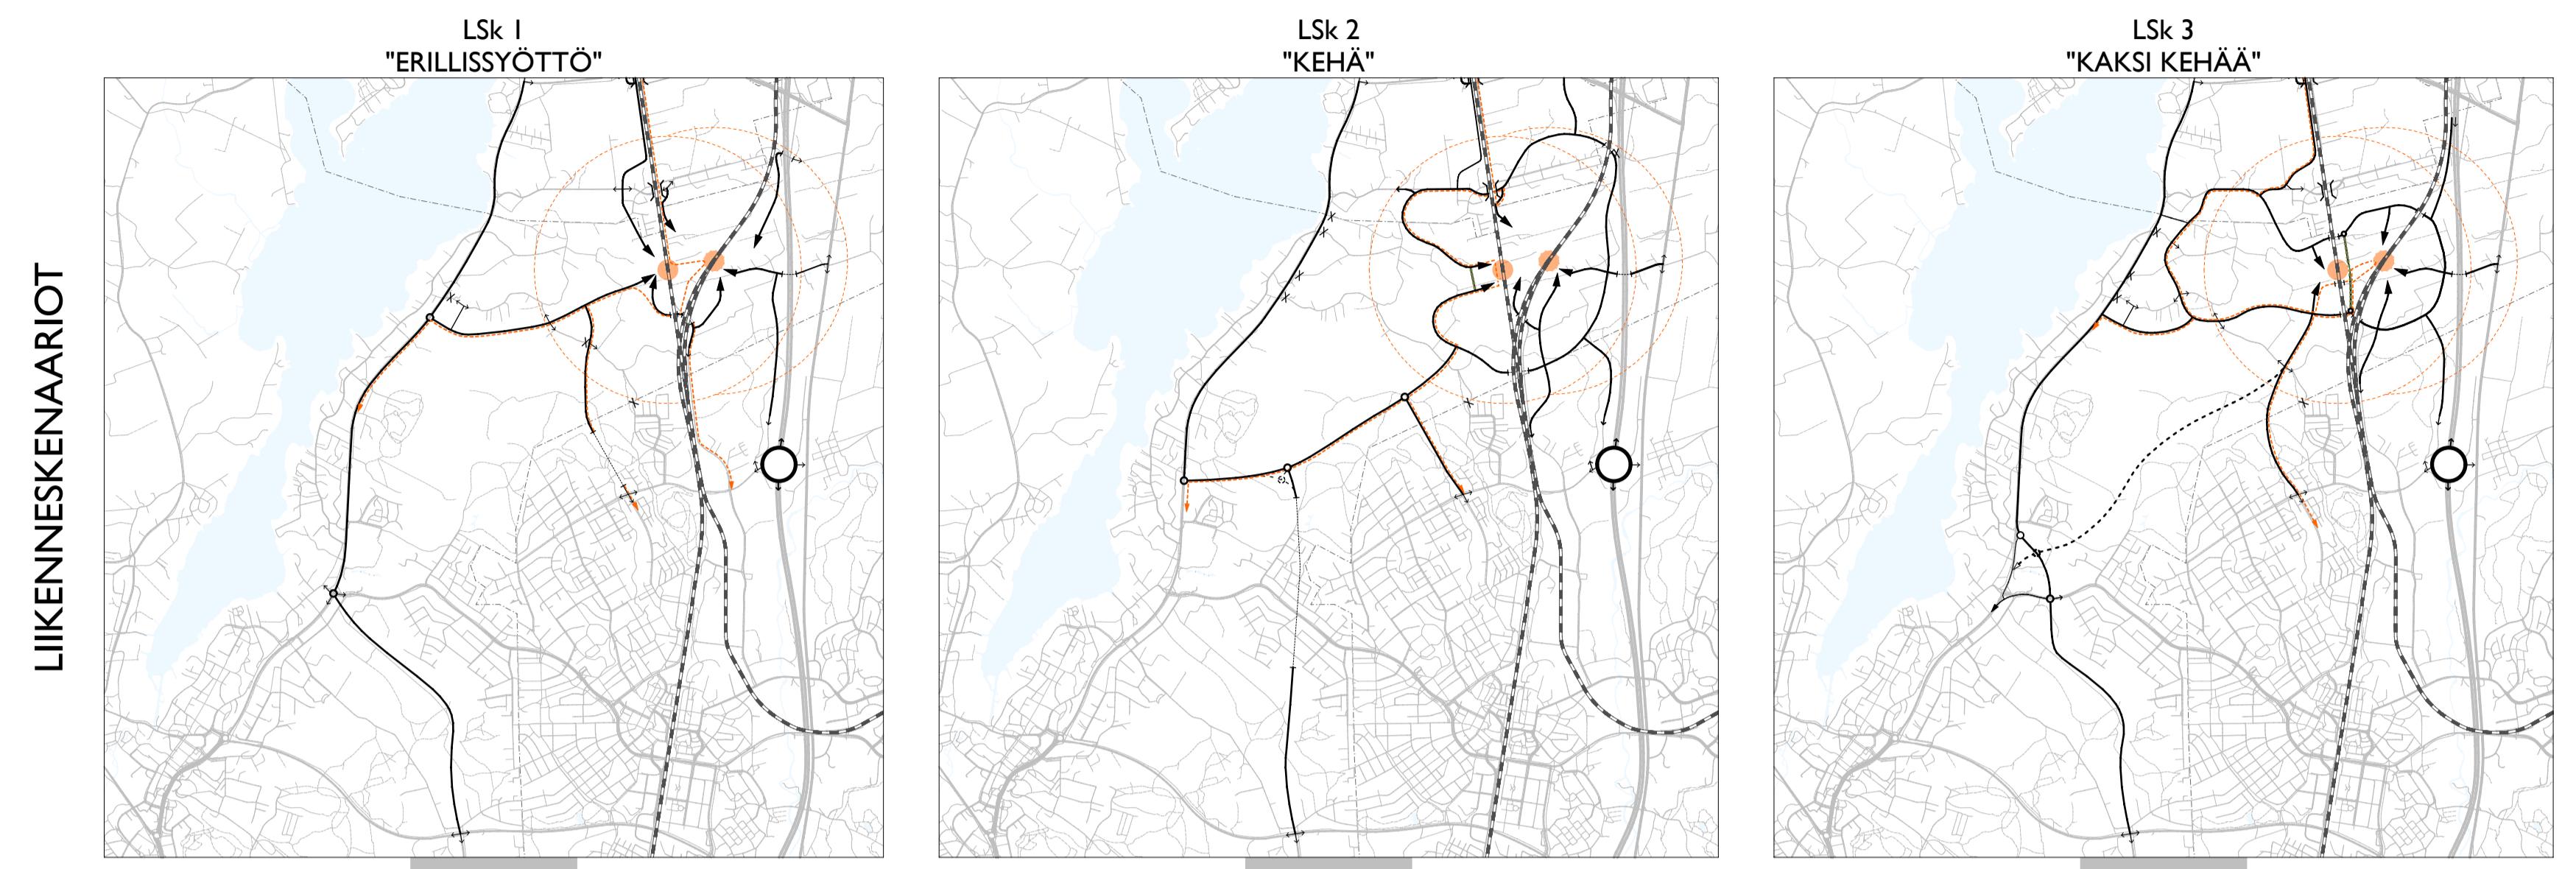 LIIKENNESKENAARIOT
LSk 1
"ERILLISSYÖTTÖ"
LSk 2
"KEHÄ"
LSk 3
"KAKSI KEHÄÄ"